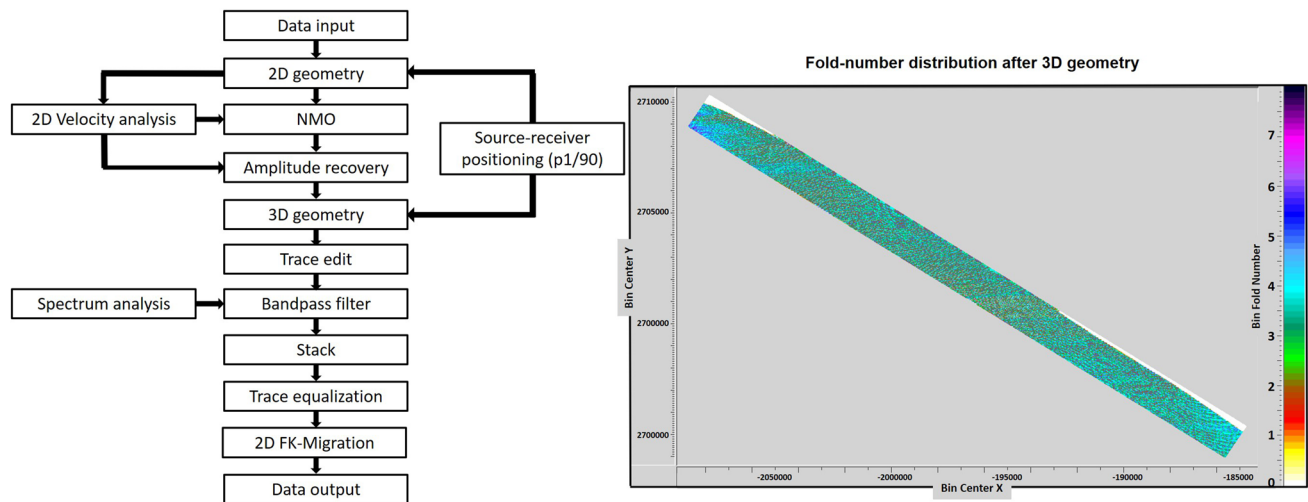 Data input
2D geometry
2D Velocity analysis
NMO
Source-receiver
positioning (p1/90)
Amplitude recovery
3D geometry
Trace edit
Spectrum analysis
Bandpass filter
Stack
Trace equalization
2D FK-Migration
Data output
Fold-number distribution after 3D geometry
Bin Center Y
2710000
2705000
2700000
2710000
-2050000
-2000000
-195000
-190000
-185000
Bin Center X
Bin Fold Number
7
6
5
4
3
2
1
0